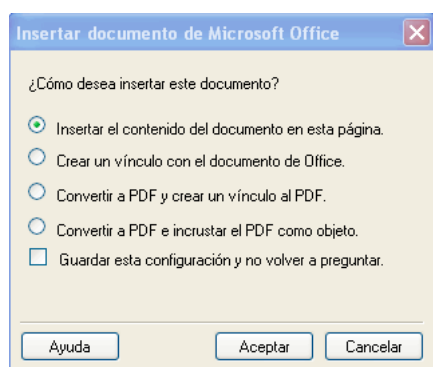 Insertar documento de Microsoft Office
¿Cómo desea insertar este documento?
Insertar el contenido del documento en esta página.
Crear un vínculo con el documento de Office.
Convertir a PDF y crear un vínculo al PDF.
Convertir a PDF e incrustar el PDF como objeto.
Guardar esta configuración y no volver a preguntar.
Ayuda Aceptar Cancelar